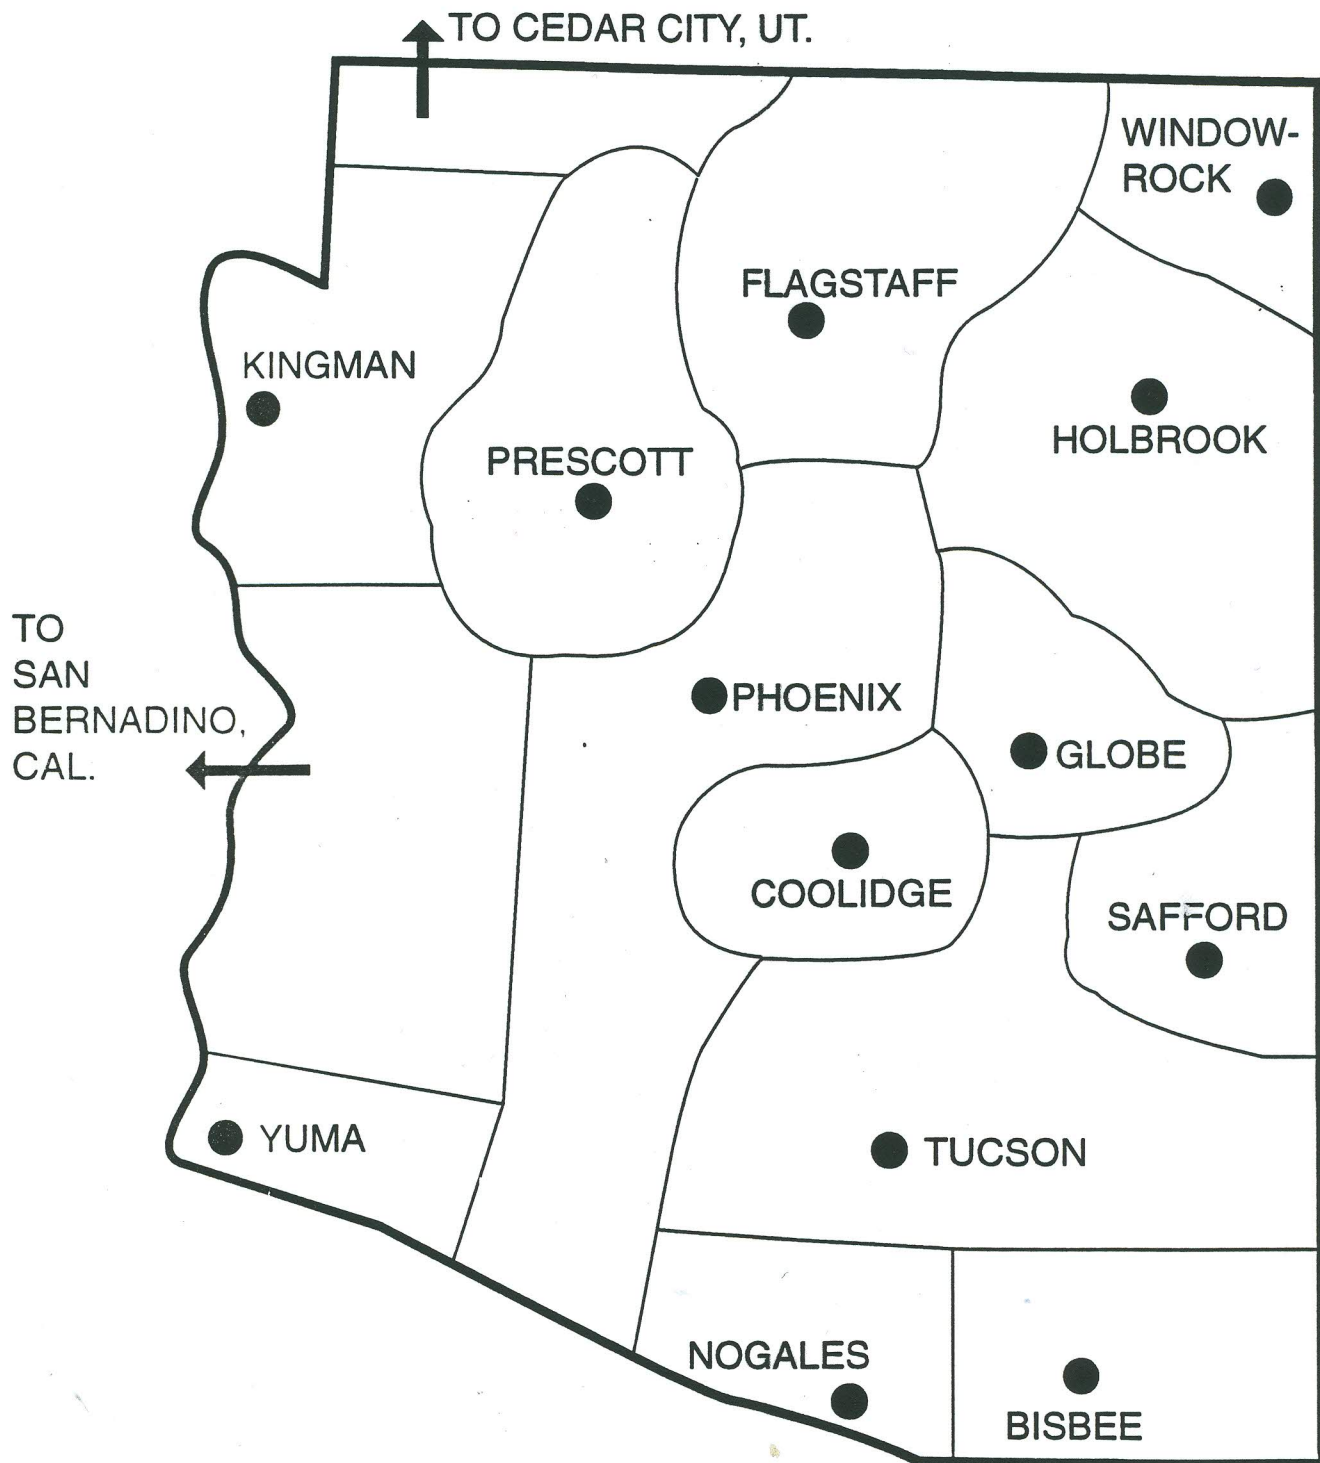 TO CEDAR CITY, UT.
WINDOW-
ROCK
FLAGSTAFF
KINGMAN
HOLBROOK
PRESCOTT
TO
SAN
BERNADINO,
CAL.
PHOENIX
GLOBE
COOLIDGE
SAFFORD
YUMA
TUCSON
NOGALES
BISBEE